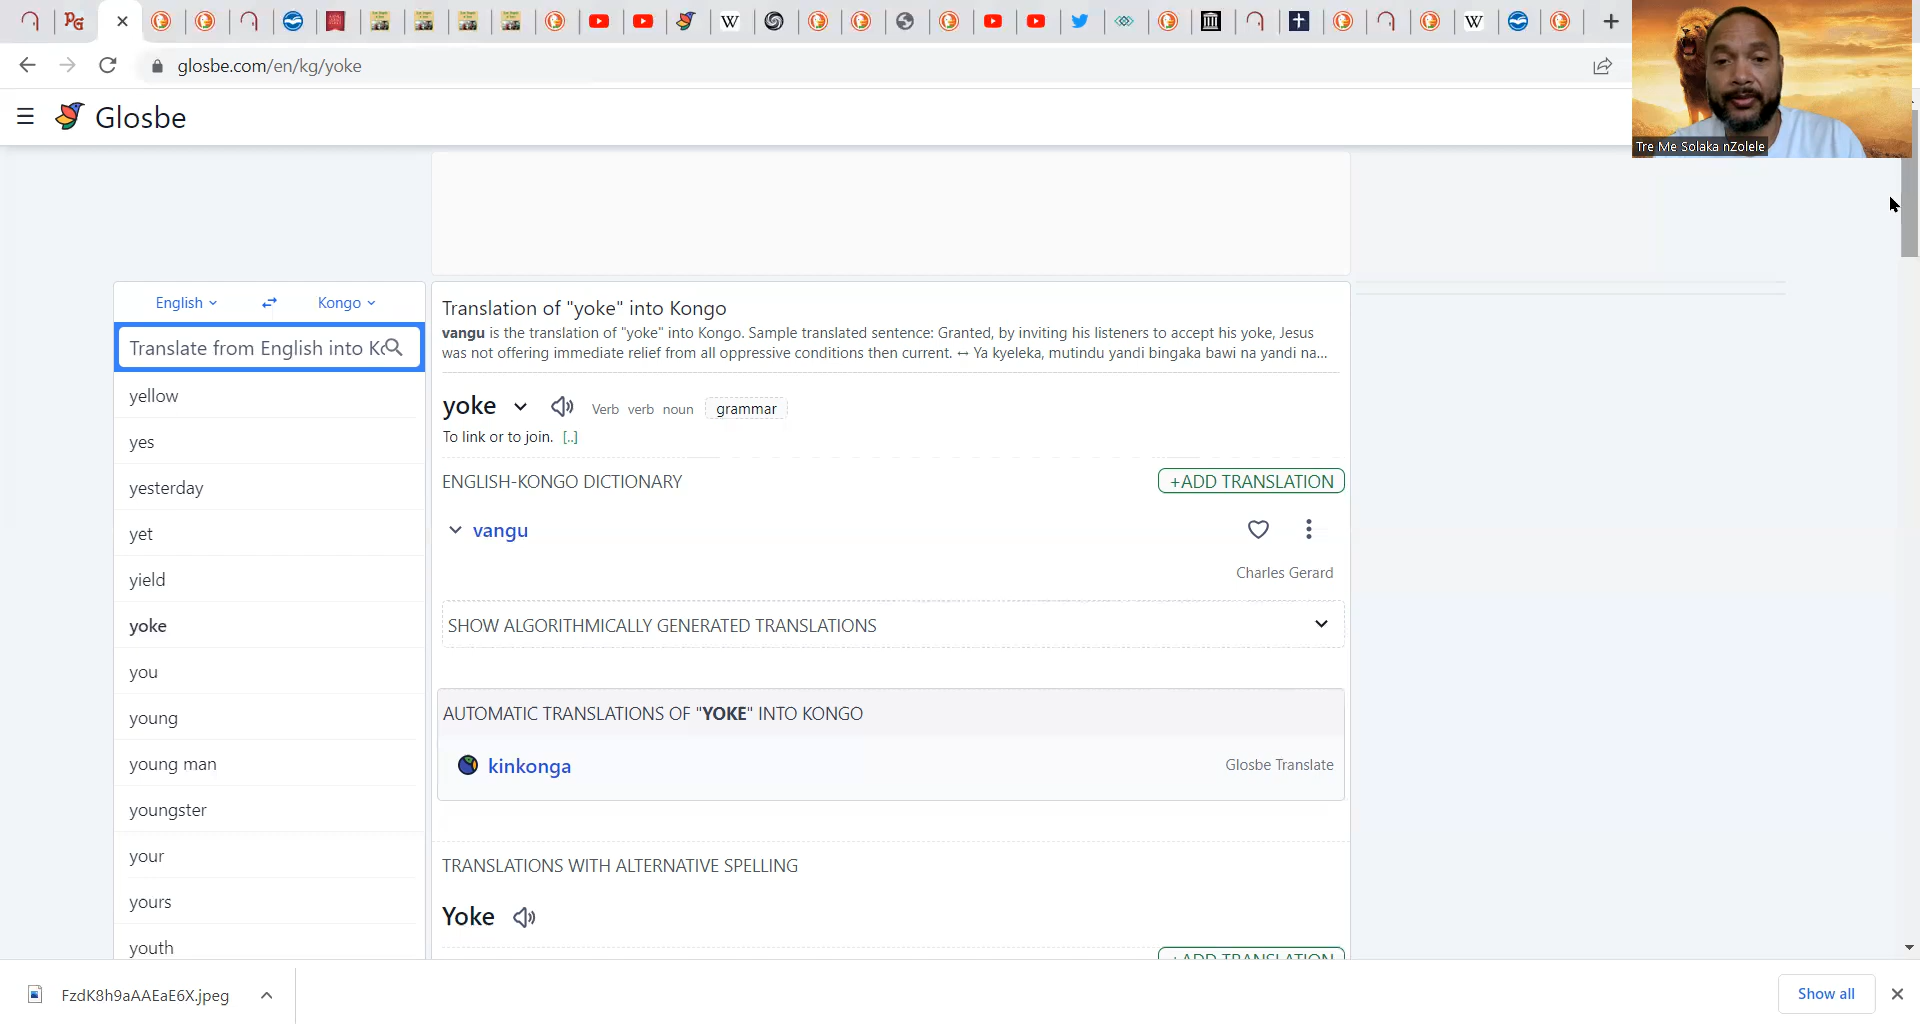 glosbe.com/en/kg/yoke
Glosbe
Tre Me Solaka nZolele
English
Kongo
Translate from English into Ko
yellow
yes
yesterday
yet
yield
yoke
you
young
young man
youngster
your
yours
youth
Translation of "yoke" into Kongo
vangu is the translation of "yoke" into Kongo. Sample translated sentence: Granted, by inviting his listeners to accept his yoke, Jesus
was not offering immediate relief from all oppressive conditions then current. ↔ Ya kyeleka, mutindu yandi bingaka bawi na yandi na...
yoke Verb verb noun grammar
To link or to join. [..]
ENGLISH-KONGO DICTIONARY +ADD TRANSLATION
vangu
Charles Gerard
SHOW ALGORITHMICALLY GENERATED TRANSLATIONS
AUTOMATIC TRANSLATIONS OF "YOKE" INTO KONGO
kinkonga Glosbe Translate
TRANSLATIONS WITH ALTERNATIVE SPELLING
Yoke
+ADD TRANSLATION
FzdK8h9aAAEaE6X.jpeg
Show all